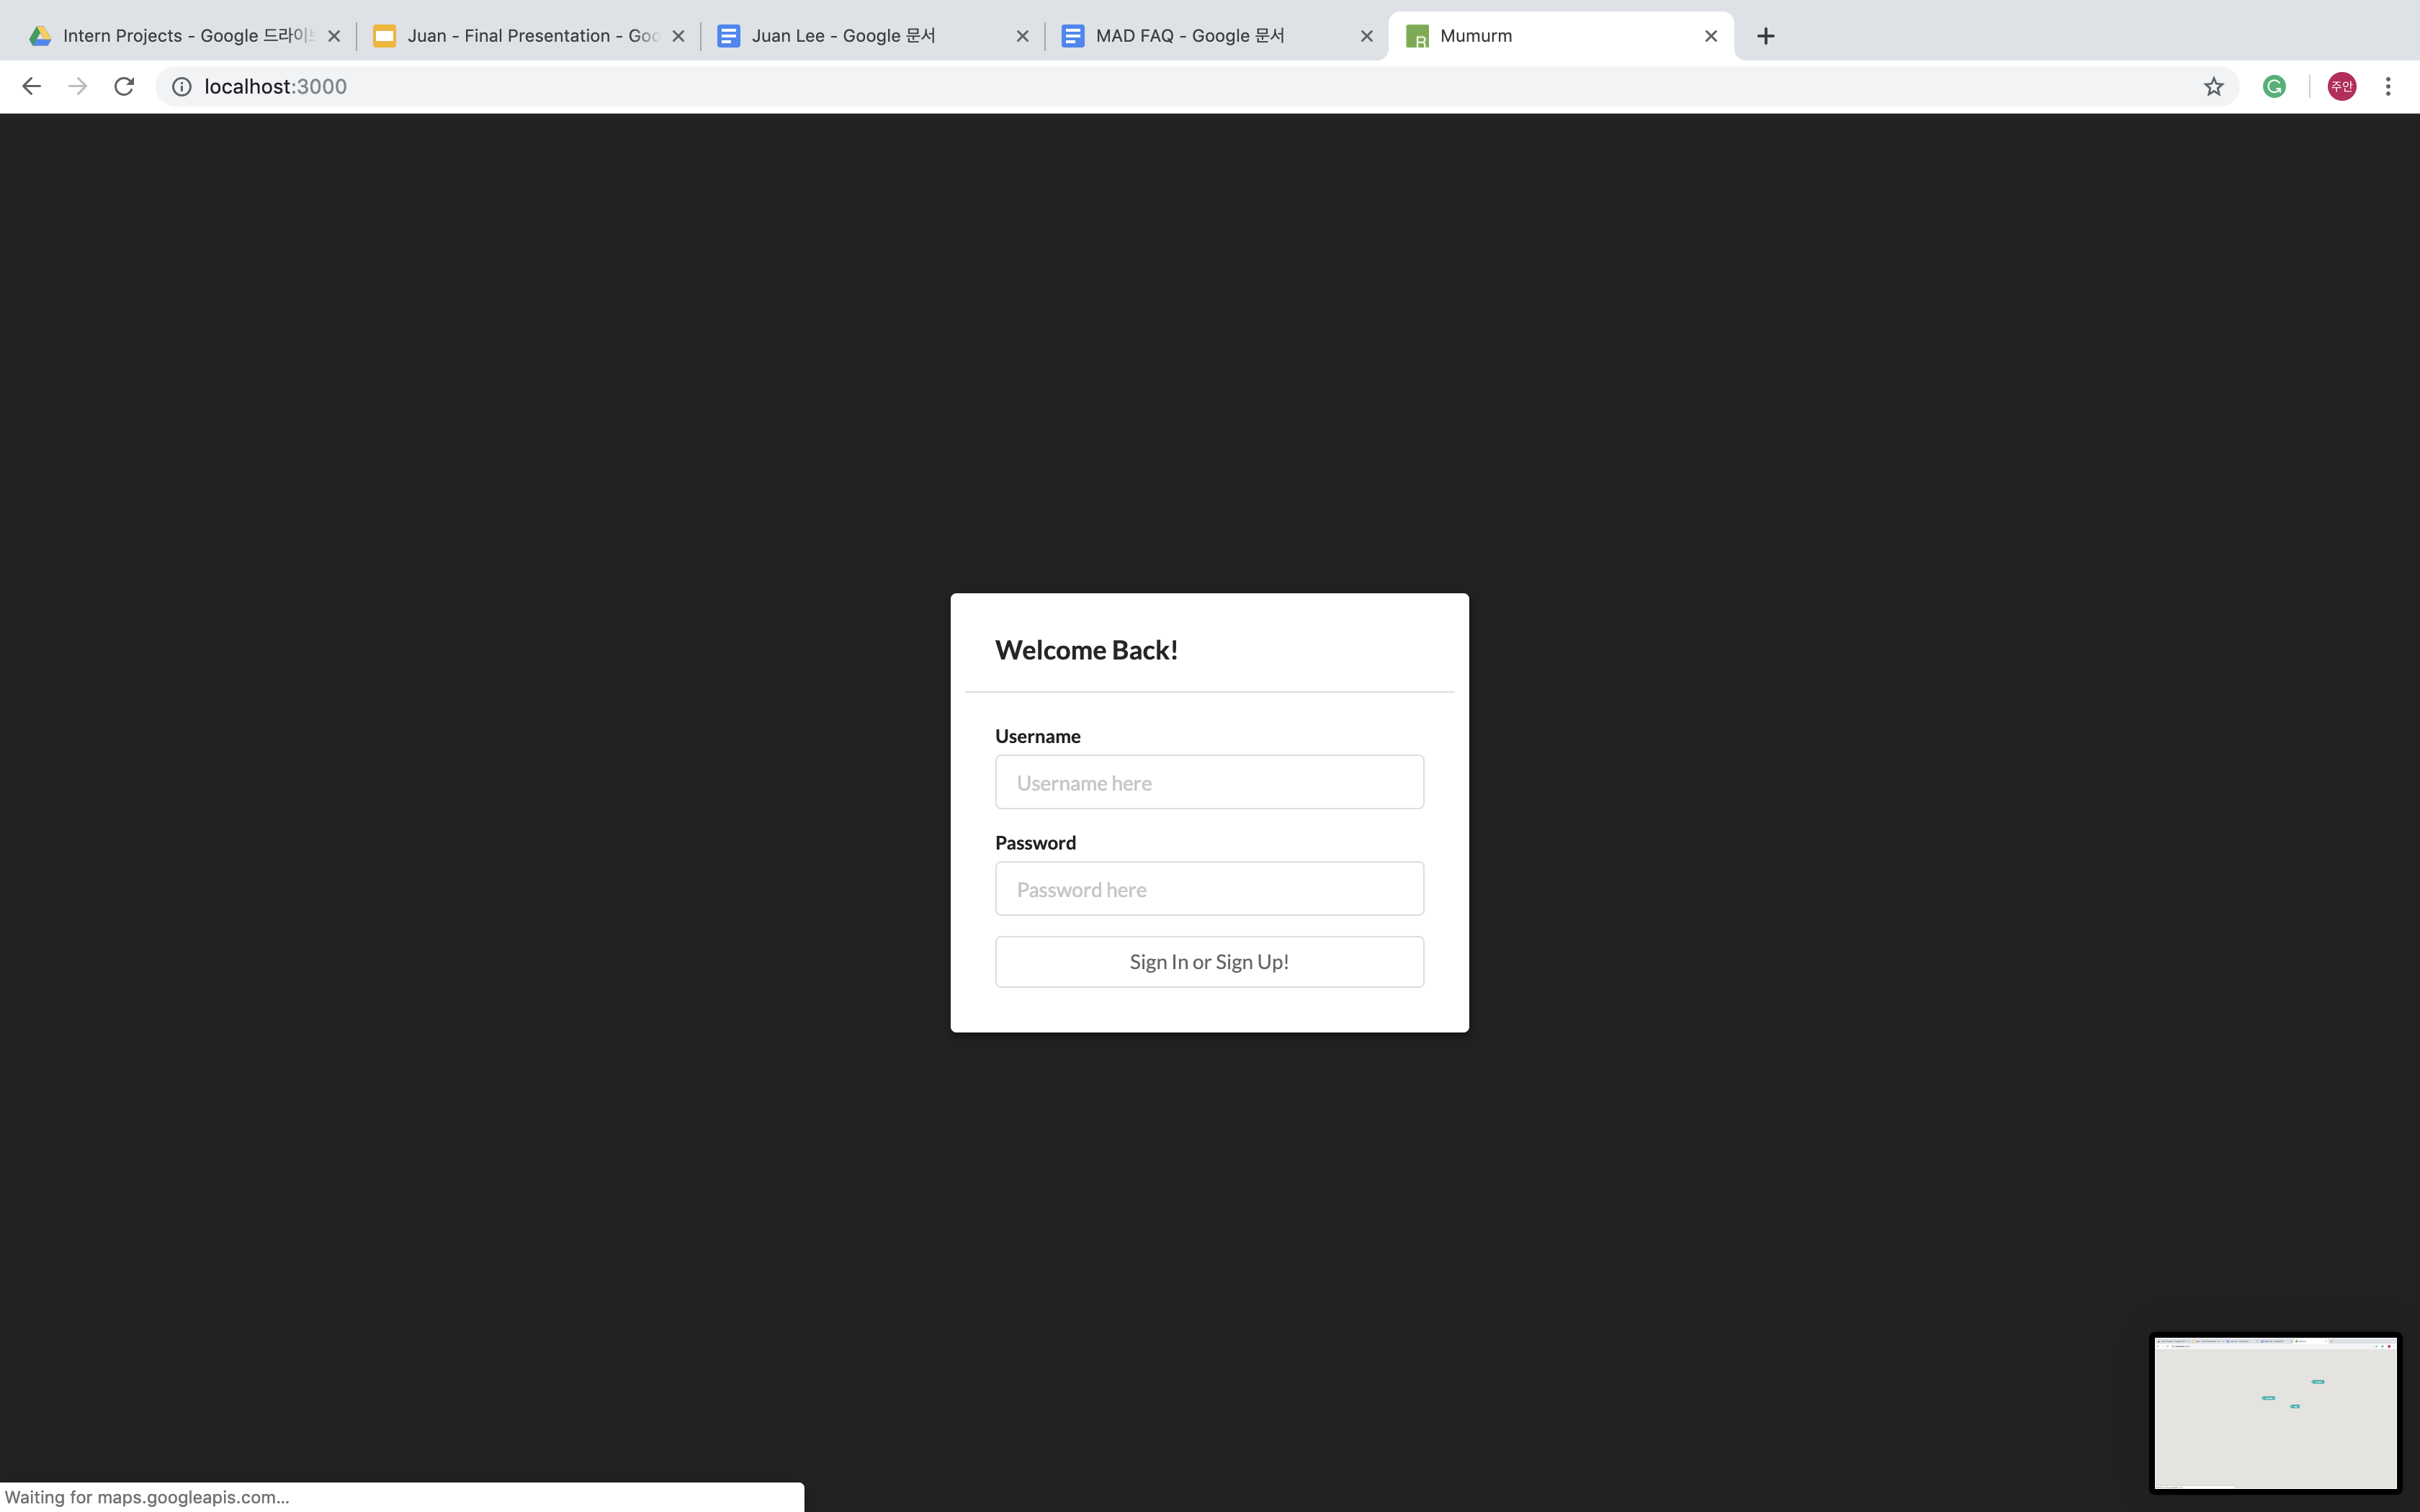 Intern Projects - Google 드라이브
Juan - Final Presentation - Goo
Juan Lee - Google 문서
MAD FAQ - Google 문서
Mumurm
localhost:3000
주안
Welcome Back!
Username
Username here
Password
Password here
Sign In or Sign Up!
Waiting for maps.googleapis.com...